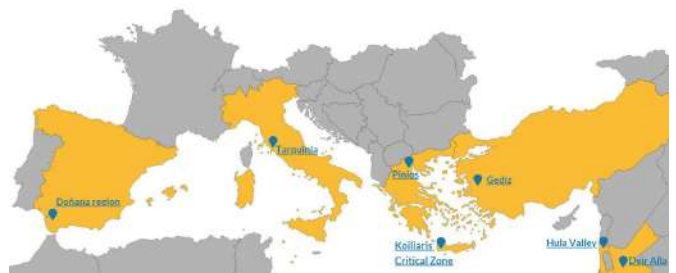 Tarquinia
Pinios
Gediz
Doñana region
Koiliaris
Critical Zone
Hula Valley
Deir Alla